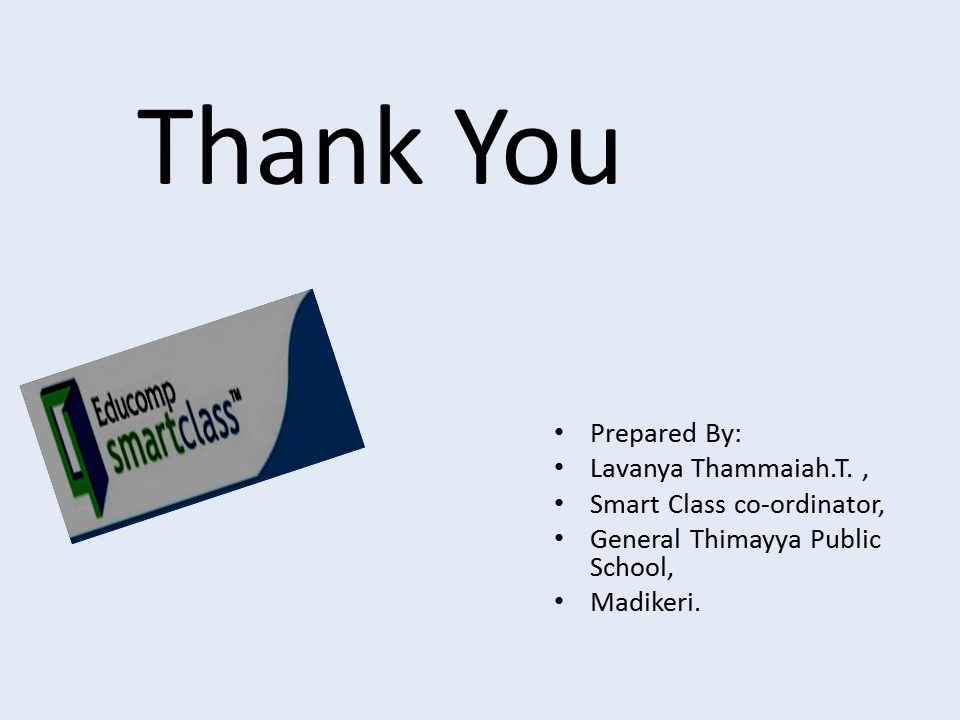 Thank You
Educomp
smartclass™
• Prepared By:
• Lavanya Thammaiah.T. ,
• Smart Class co-ordinator,
• General Thimayya Public
School,
• Madikeri.